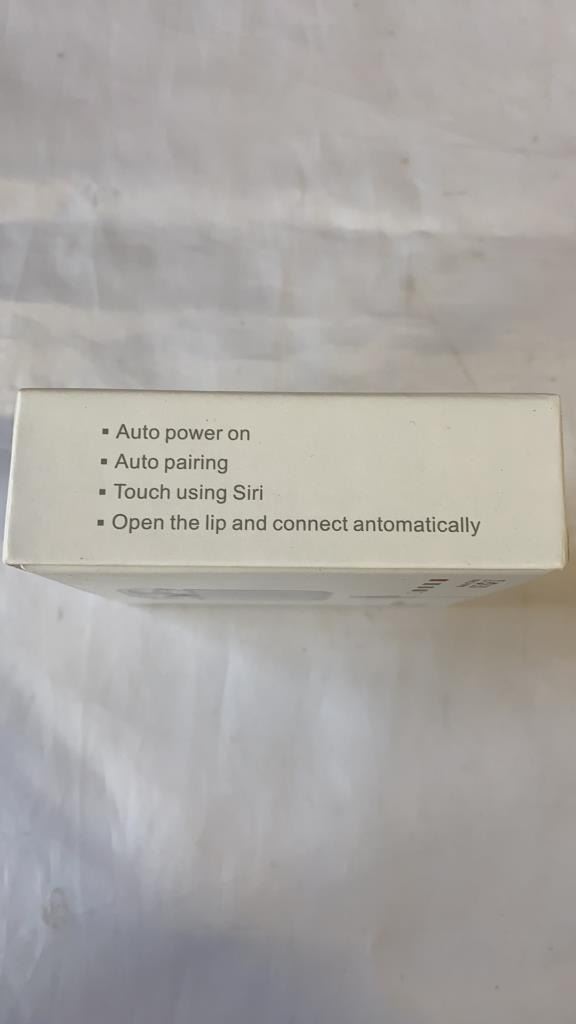 ▪ Auto power on
▪ Auto pairing
▪ Touch using Siri
▪ Open the lip and connect antomatically